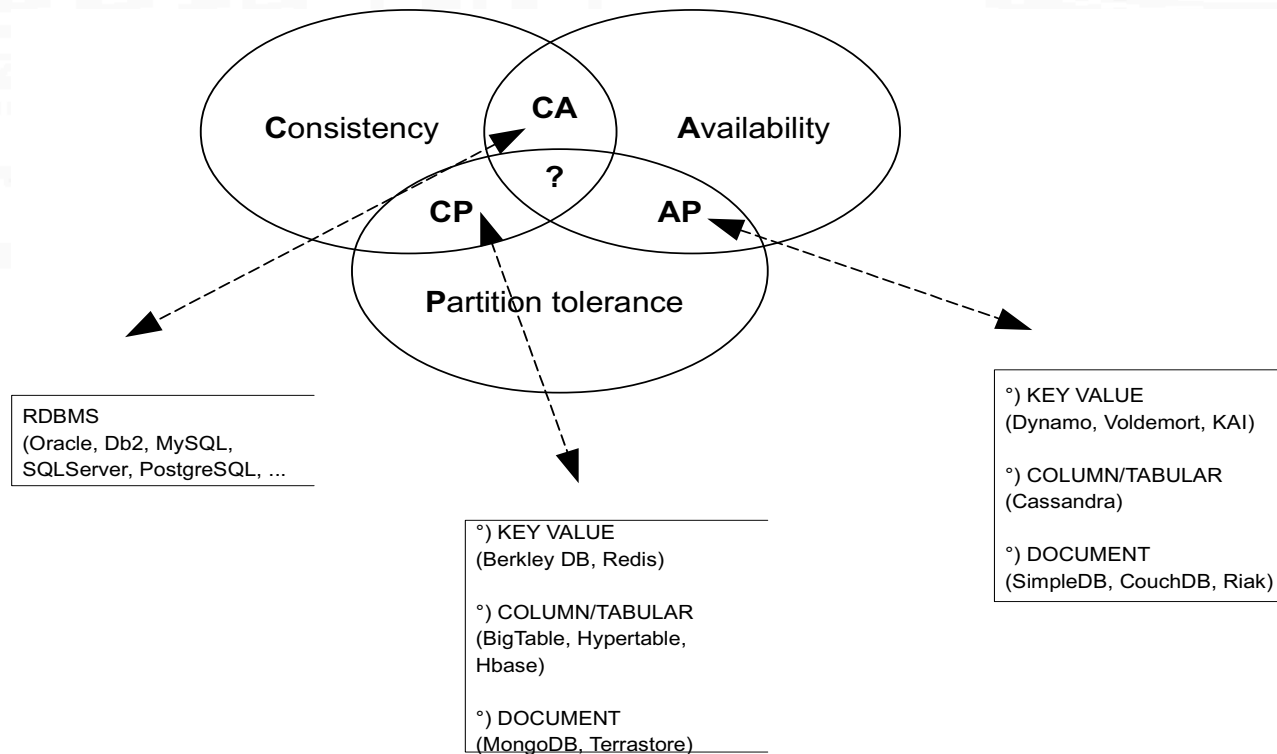 Consistency
CA
Availability
?
CP
AP
Partition tolerance
RDBMS
(Oracle, Db2, MySQL,
SQLServer, PostgreSQL, ...
°) KEY VALUE
(Berkley DB, Redis)
°) COLUMN/TABULAR
(BigTable, Hypertable,
Hbase)
°) DOCUMENT
(MongoDB, Terrastore)
°) KEY VALUE
(Dynamo, Voldemort, KAI)
°) COLUMN/TABULAR
(Cassandra)
°) DOCUMENT
(SimpleDB, CouchDB, Riak)